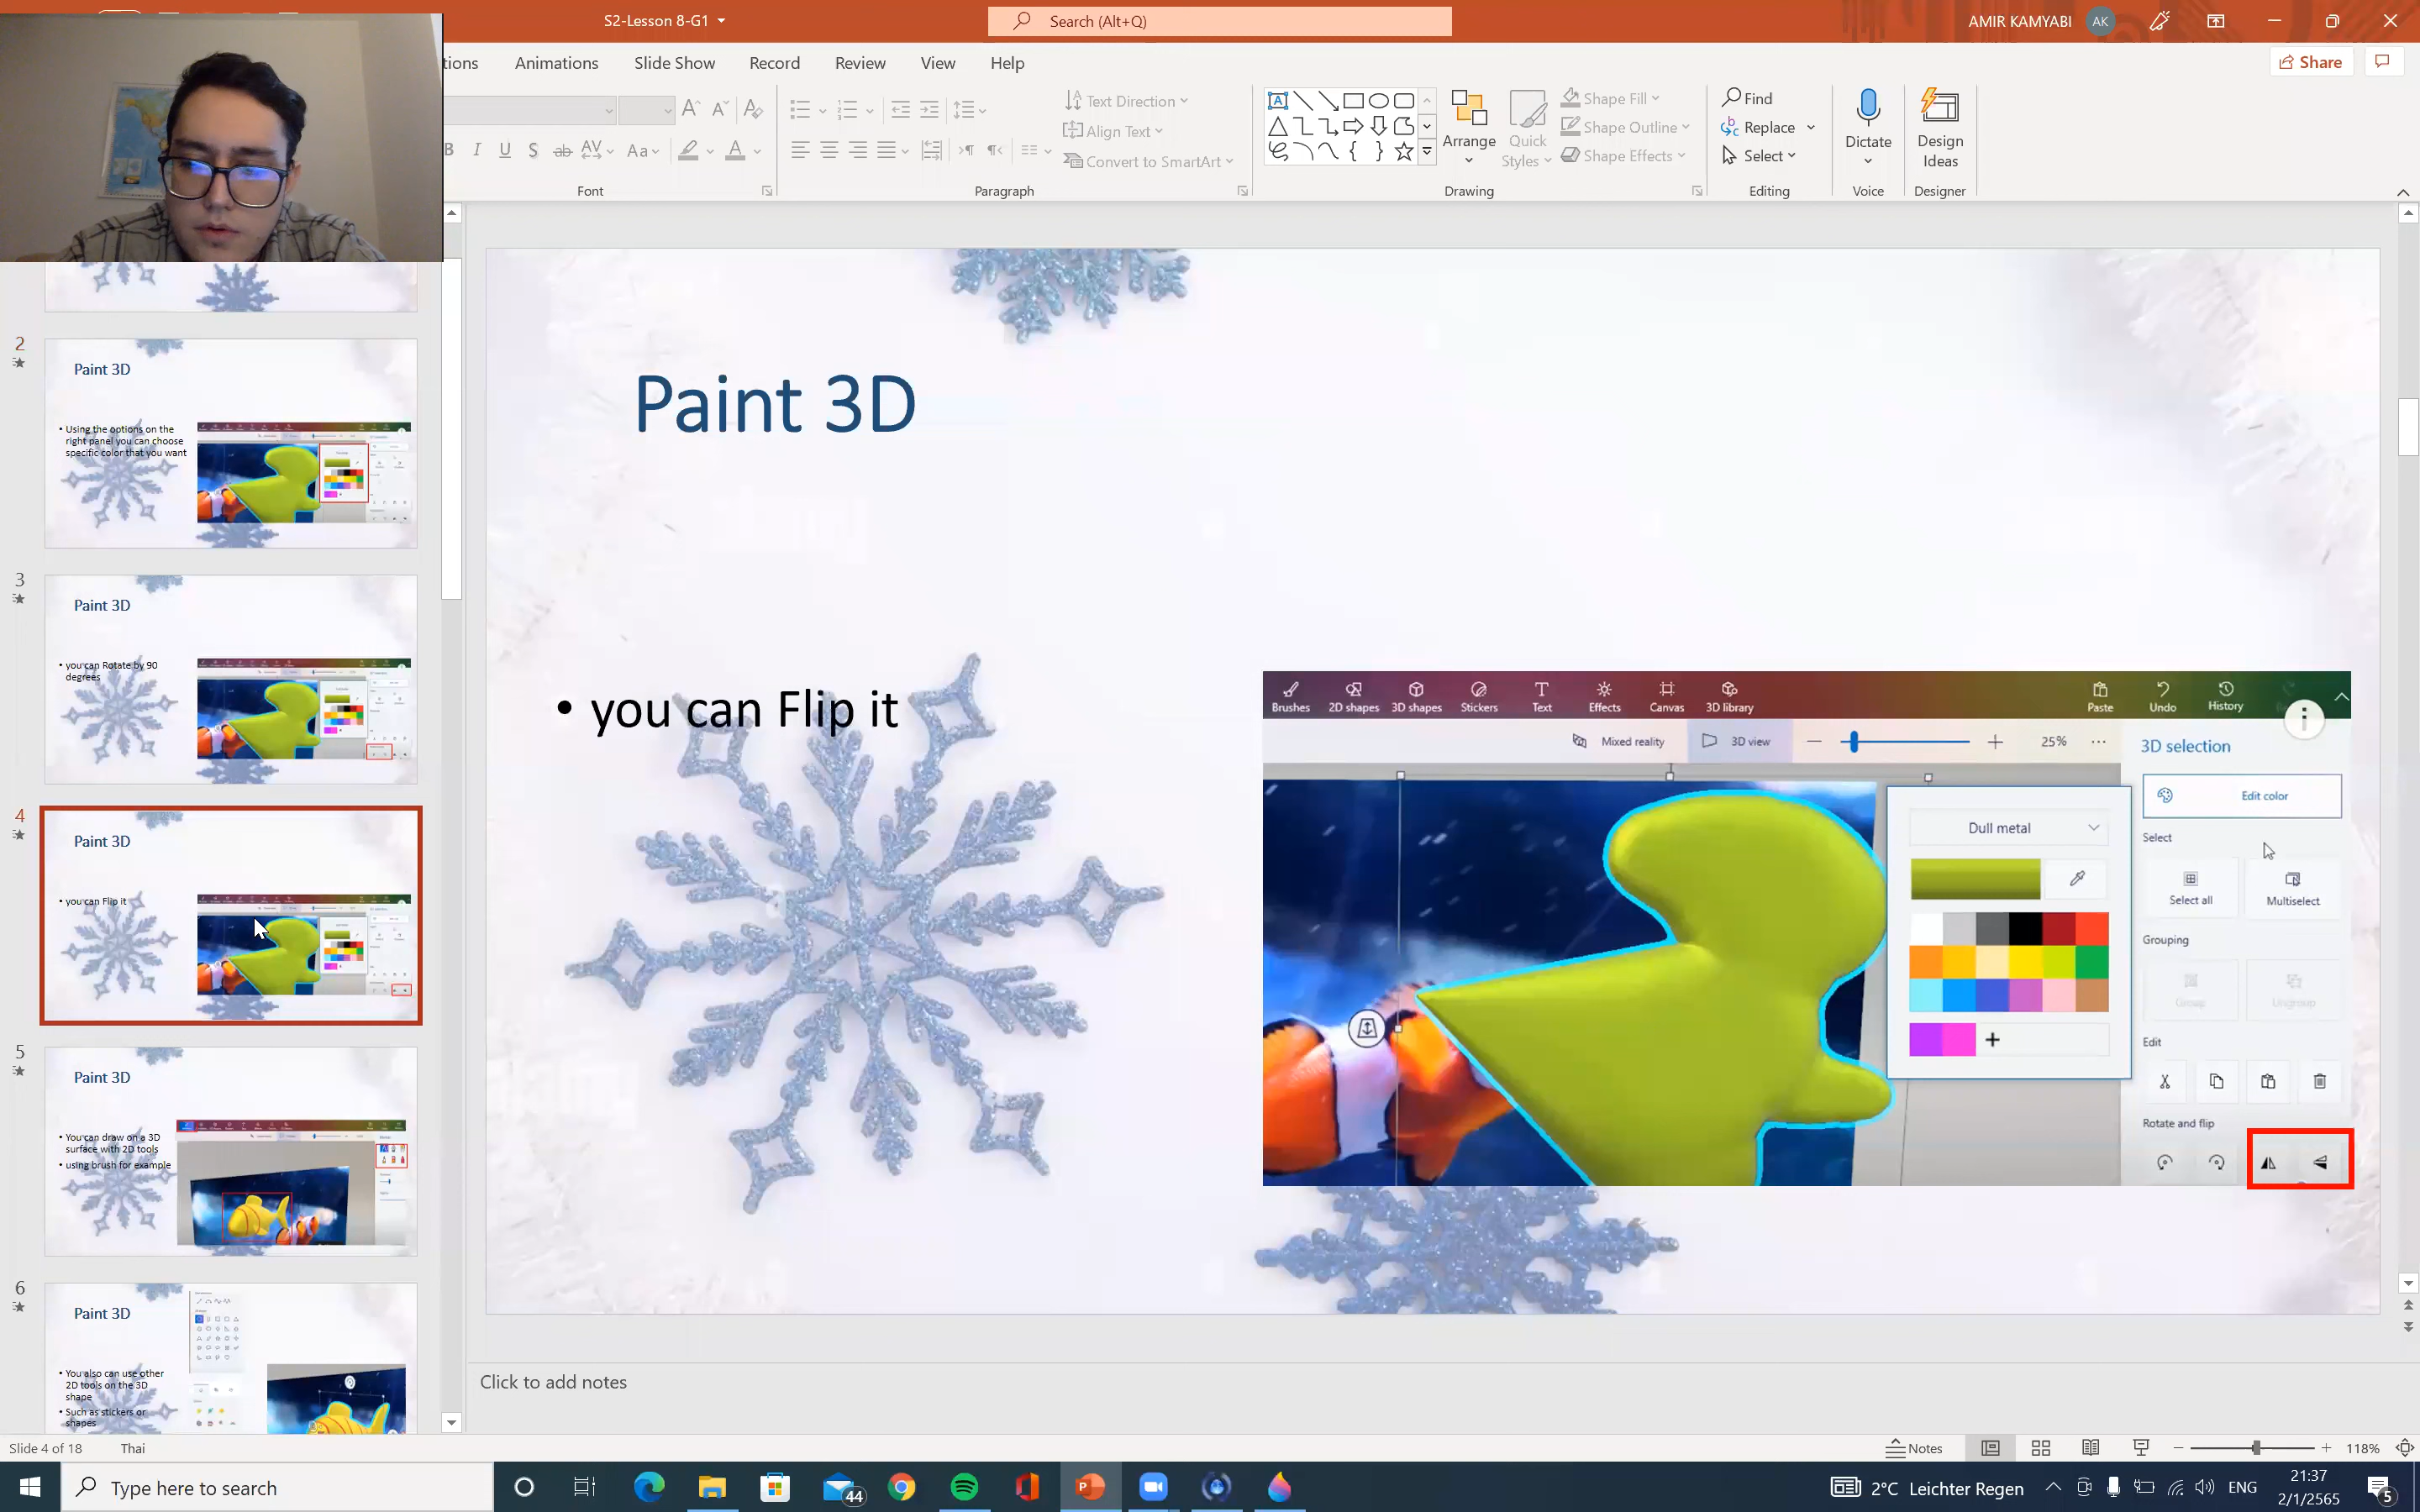 S2-Lesson 8-G1
Search (Alt+Q)
AMIR KAMYABI
AK
tions
Animations
Slide Show
Record
Review
View
Help
Share
Text Direction
Align Text
Convert to SmartArt
Arrange
Quick
Styles
Shape Fill
Shape Outline
Shape Effects
Find
Replace
Select
Dictate
Design
Ideas
Font
Paragraph
Drawing
Editing
Voice
Designer
2
Paint 3D
• Using the options on the
right panel you can choose
specific color that you want
3
Paint 3D
• you can Rotate by 90
degrees
4
Paint 3D
• you can Flip it
5
Paint 3D
• You can draw on a 3D
surface with 2D tools
• using brush for example
6
Paint 3D
• You also can use other
2D tools on the 3D
shape
• Such as stickers or
shapes
Paint 3D
• you can Flip it
Brushes
2D shapes
3D shapes
Stickers
Text
Effects
Canvas
3D library
Paste
Undo
History
Mixed reality
3D view
25%
3D selection
Edit color
Dull metal
Select
Select all
Multiselect
Grouping
Group
Ungroup
Edit
Rotate and flip
Click to add notes
Slide 4 of 18
Thai
Notes
118%
Type here to search
44
2°C Leichter Regen
ENG
21:37
2/1/2565
5